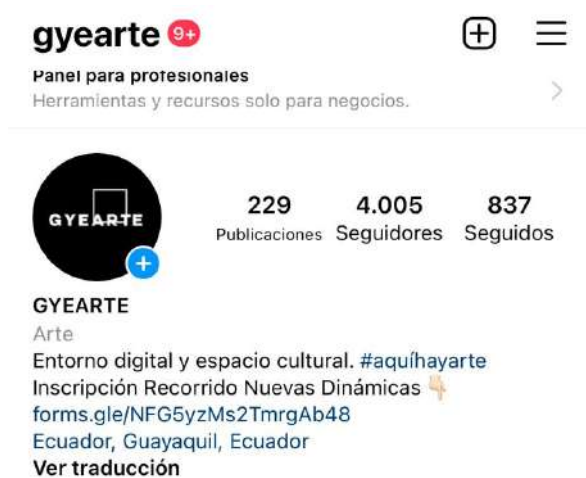 gyearte 9+
Panel para profesionales
Herramientas y recursos solo para negocios.
GYEARTE
229 4.005 837
Publicaciones Seguidores Seguidos
GYEARTE
Arte
Entorno digital y espacio cultural. #aquíhayarte
Inscripción Recorrido Nuevas Dinámicas 👇🏻
forms.gle/NFG5yzMs2TmrgAb48
Ecuador, Guayaquil, Ecuador
Ver traducción